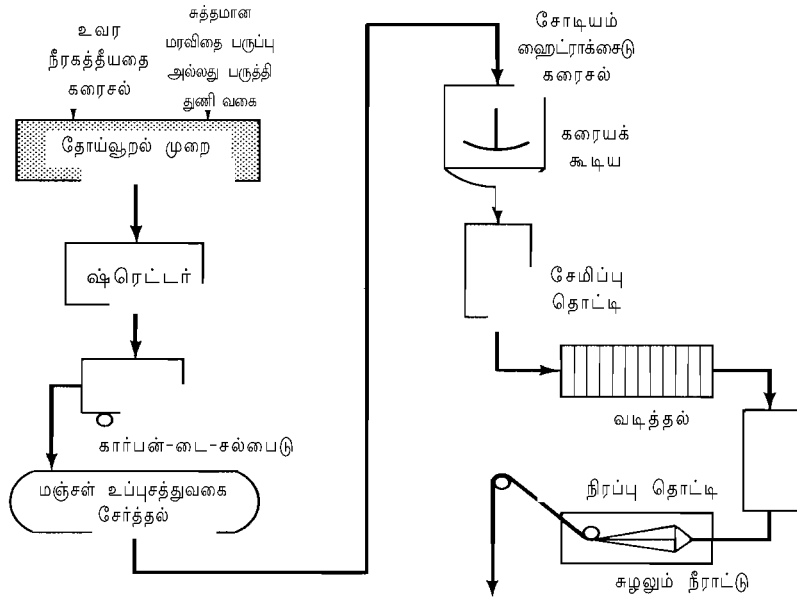 உவர
நீரகத்தீயதை
கரைசல்
சுத்தமான
மரவிதை பருப்பு
அல்லது பருத்தி
துணி வகை
தோய்வூறல் முறை
ஷ்ரெட்டர்
கார்பன்-டை-சல்பைடு
மஞ்சள் உப்புசத்துவகை
சேர்த்தல்
சோடியம்
ஹைட்ராக்சைடு
கரைசல்
கரையக்
கூடிய
சேமிப்பு
தொட்டி
வடித்தல்
நிரப்பு தொட்டி
சுழலும் நீராட்டு